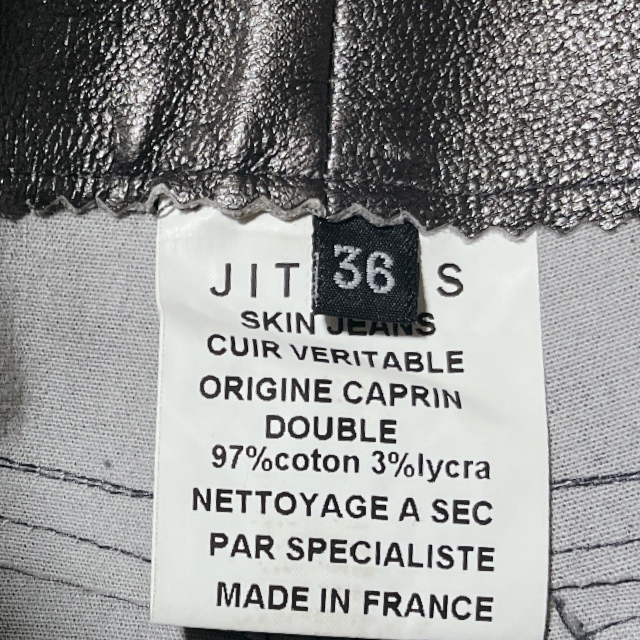 36
SKIN JEANS
CUIR VERITABLE
ORIGINE CAPRIN
DOUBLE
97%coton 3%lycra
NETTOYAGE A SEC
PAR SPECIALISTE
MADE IN FRANCE